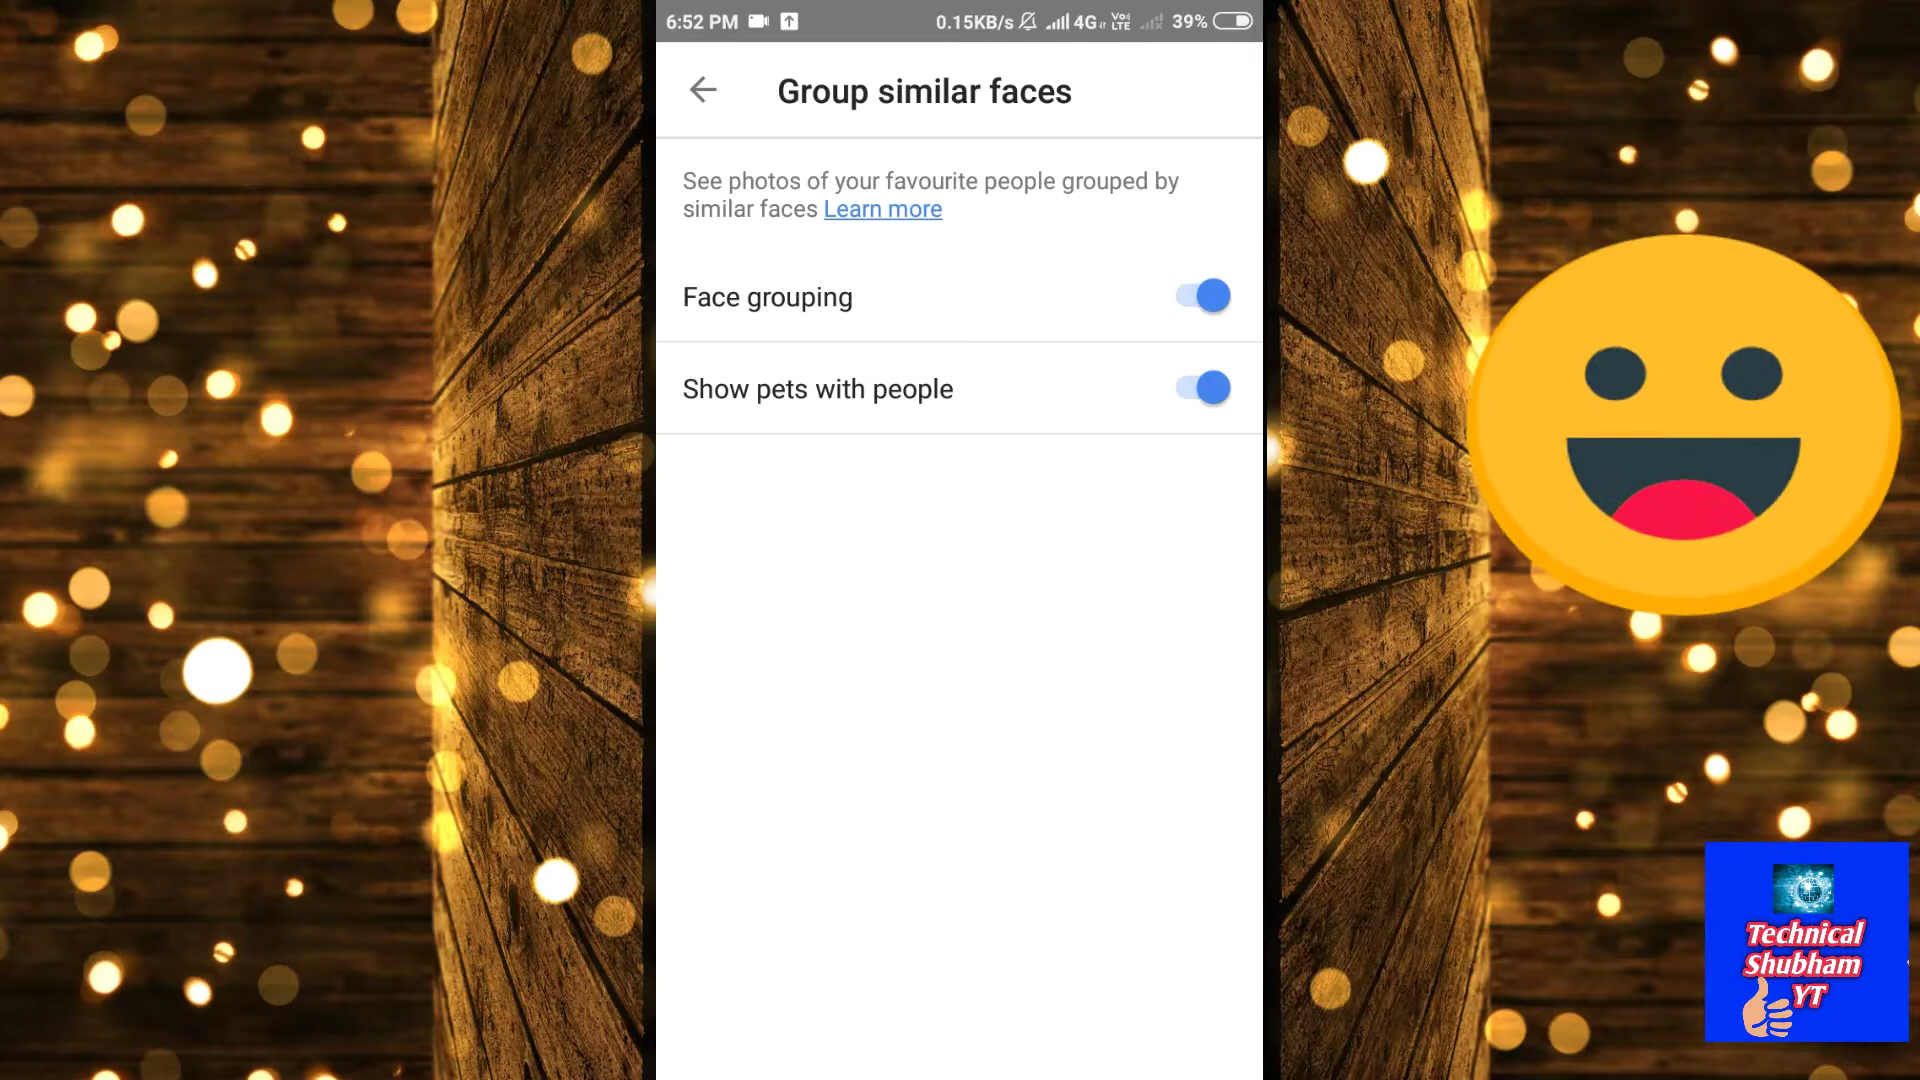 6:52 PM 0.15KB/s 4G Vo) LTE 39%
Group similar faces
See photos of your favourite people grouped by
similar faces Learn more
Face grouping
Show pets with people
Technical
Shubham
YT